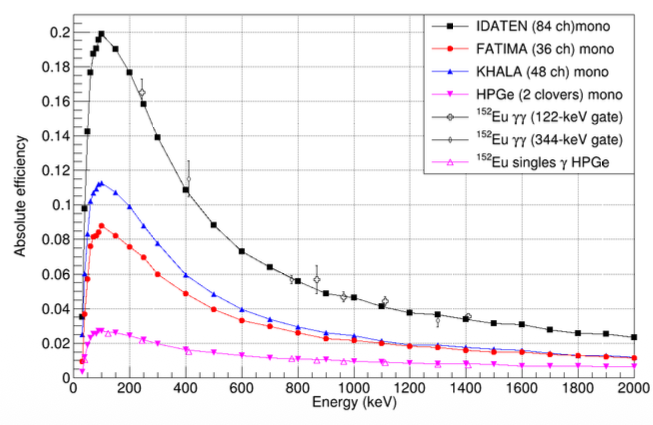 0.2
0.18
0.16
0.14
0.12
0.1
0.08
0.06
0.04
0.02
0
Absolute efficiency
IDATEN (84 ch)mono
FATIMA (36 ch) mono
KHALA (48 ch) mono
HPGe (2 clovers) mono
¹⁵²Eu γγ (122-keV gate)
¹⁵²Eu γγ (344-keV gate)
¹⁵²Eu singles γ HPGe
0 200 400 600 800 1000 1200 1400 1600 1800 2000
Energy (keV)